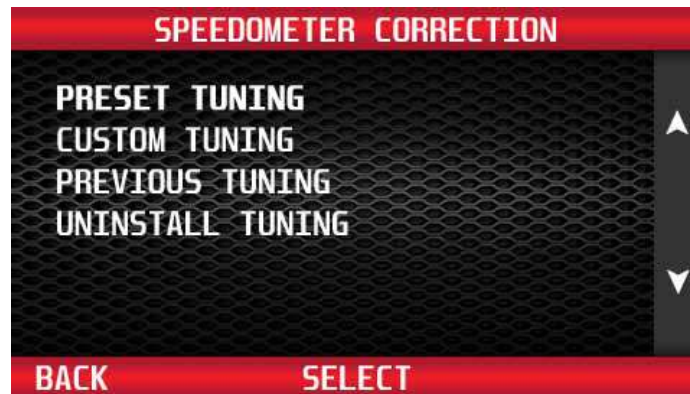 SPEEDOMETER CORRECTION
PRESET TUNING
CUSTOM TUNING
PREVIOUS TUNING
UNINSTALL TUNING
BACK SELECT